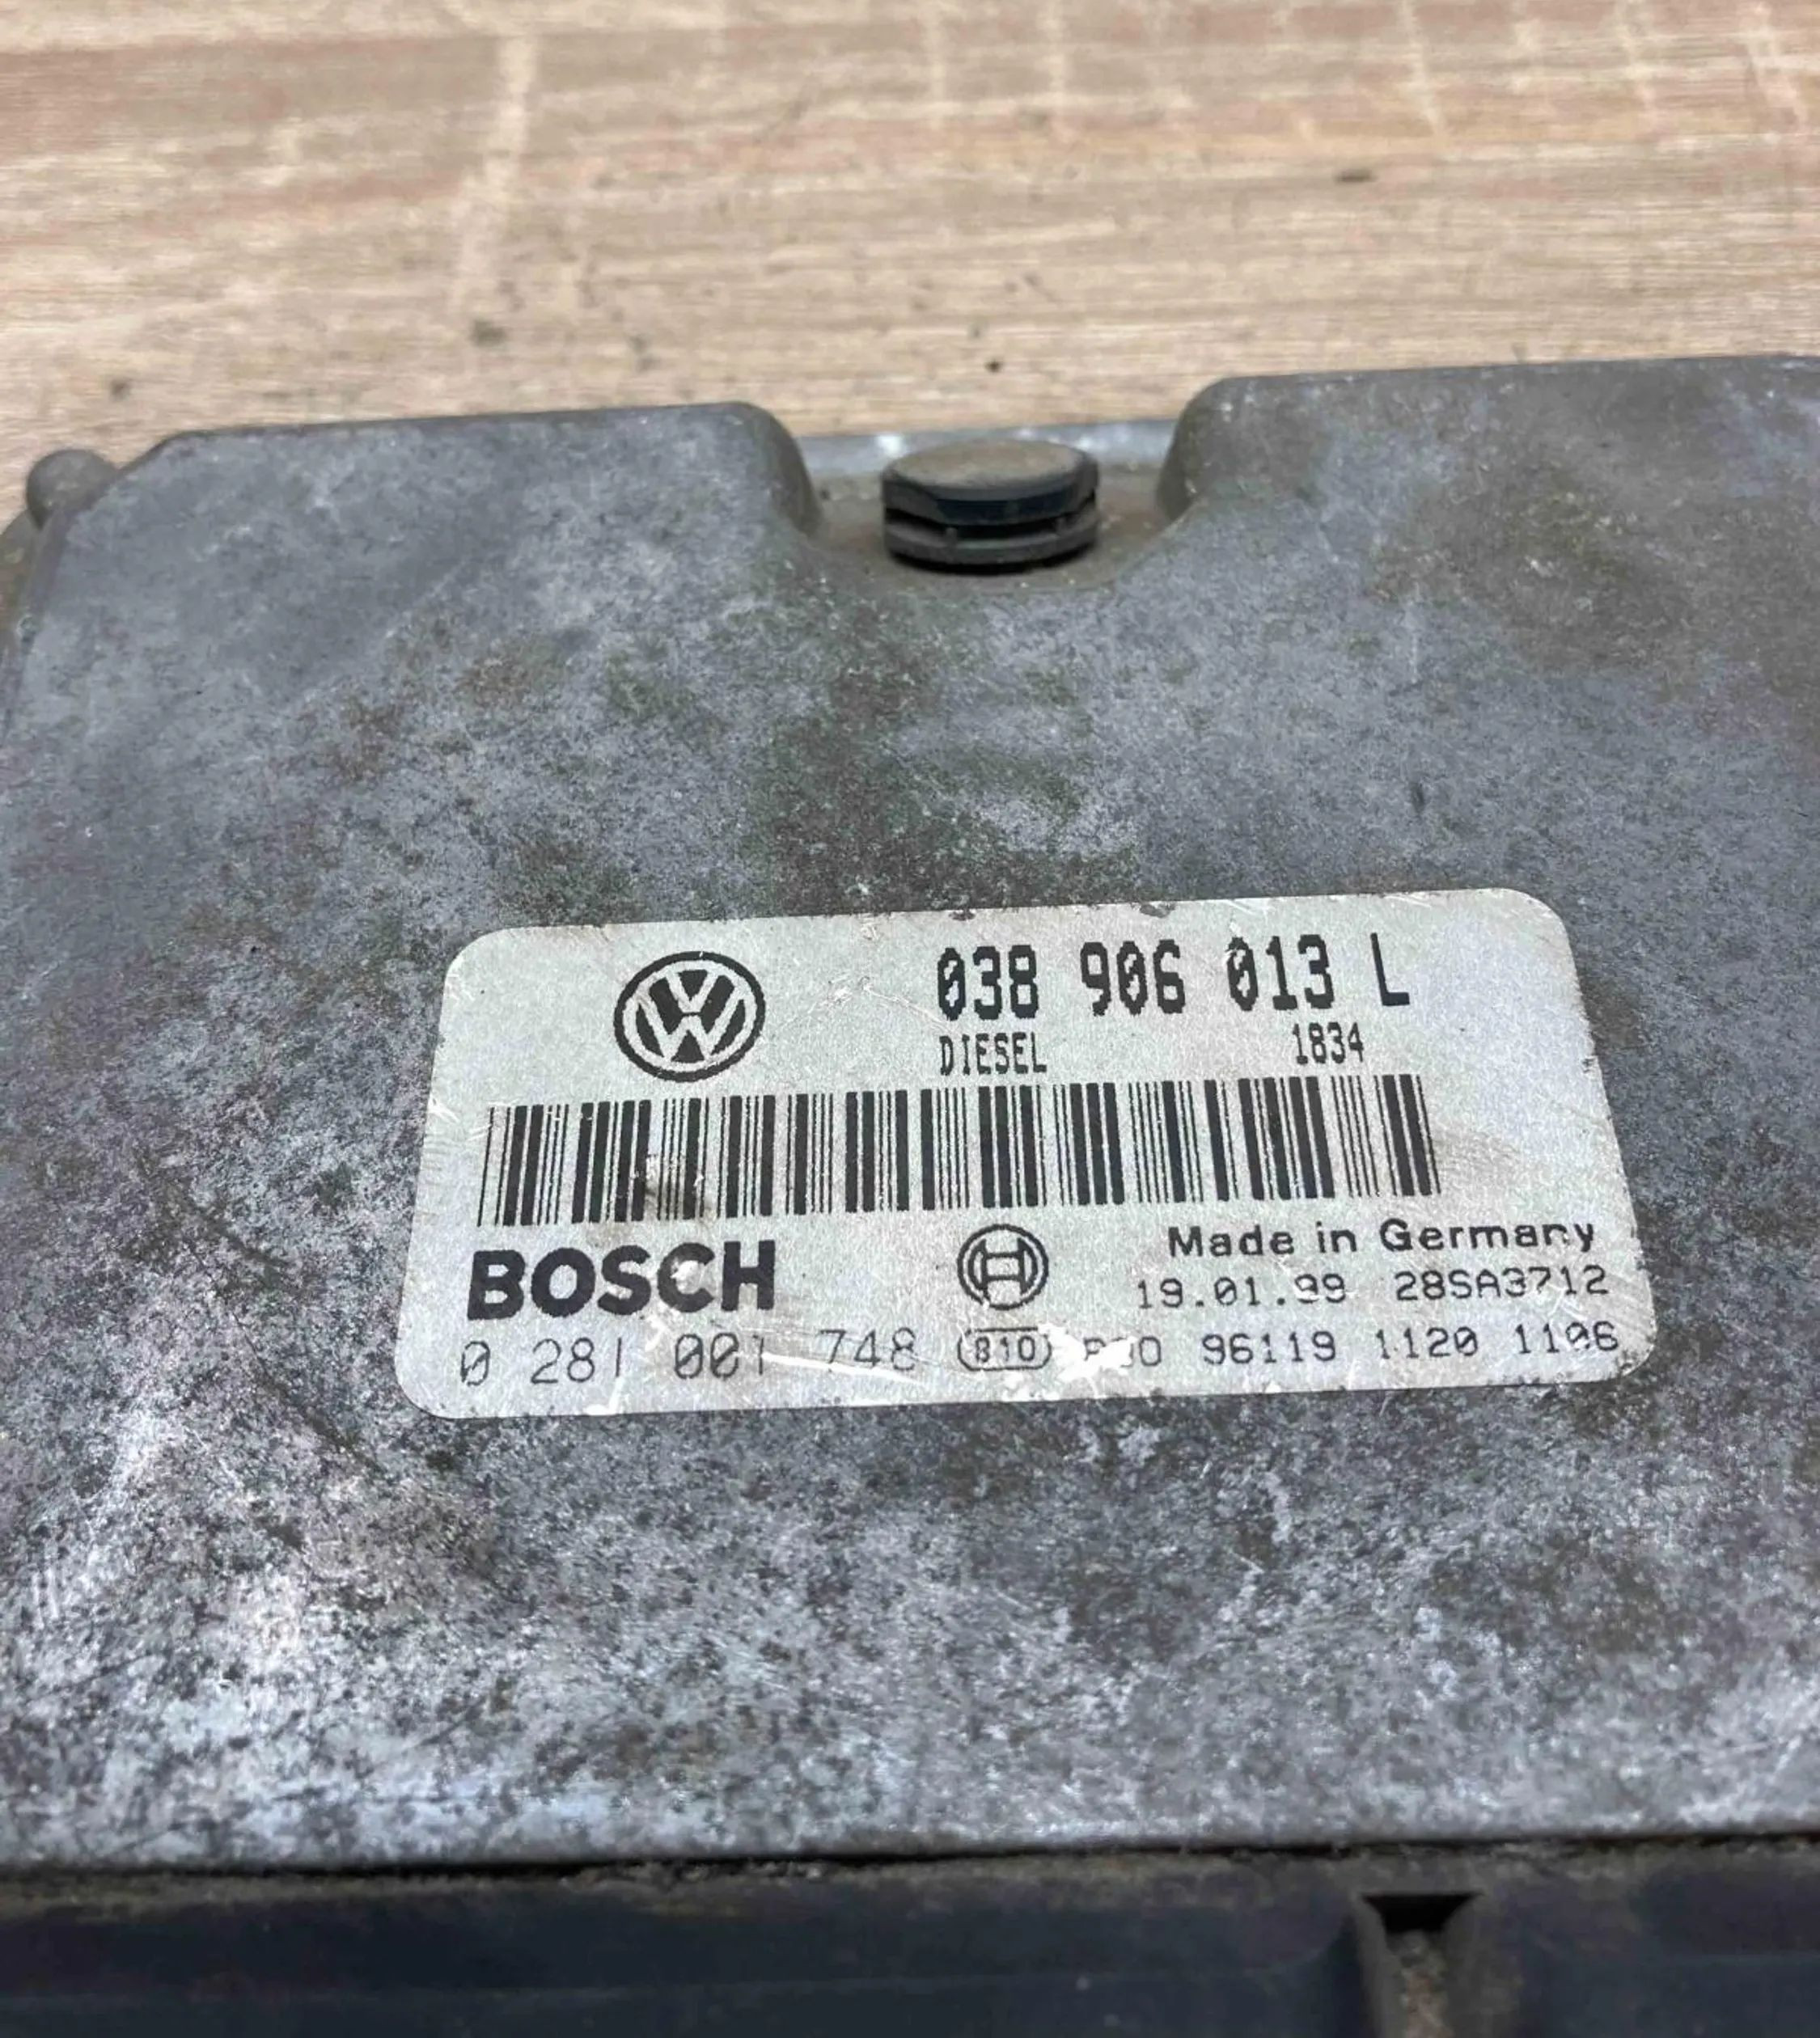 038 906 013 L
DIESEL 1834
BOSCH
Made in Germany
19.01.99 28SA3712
0 281 001 748 810 96119 1120 1106